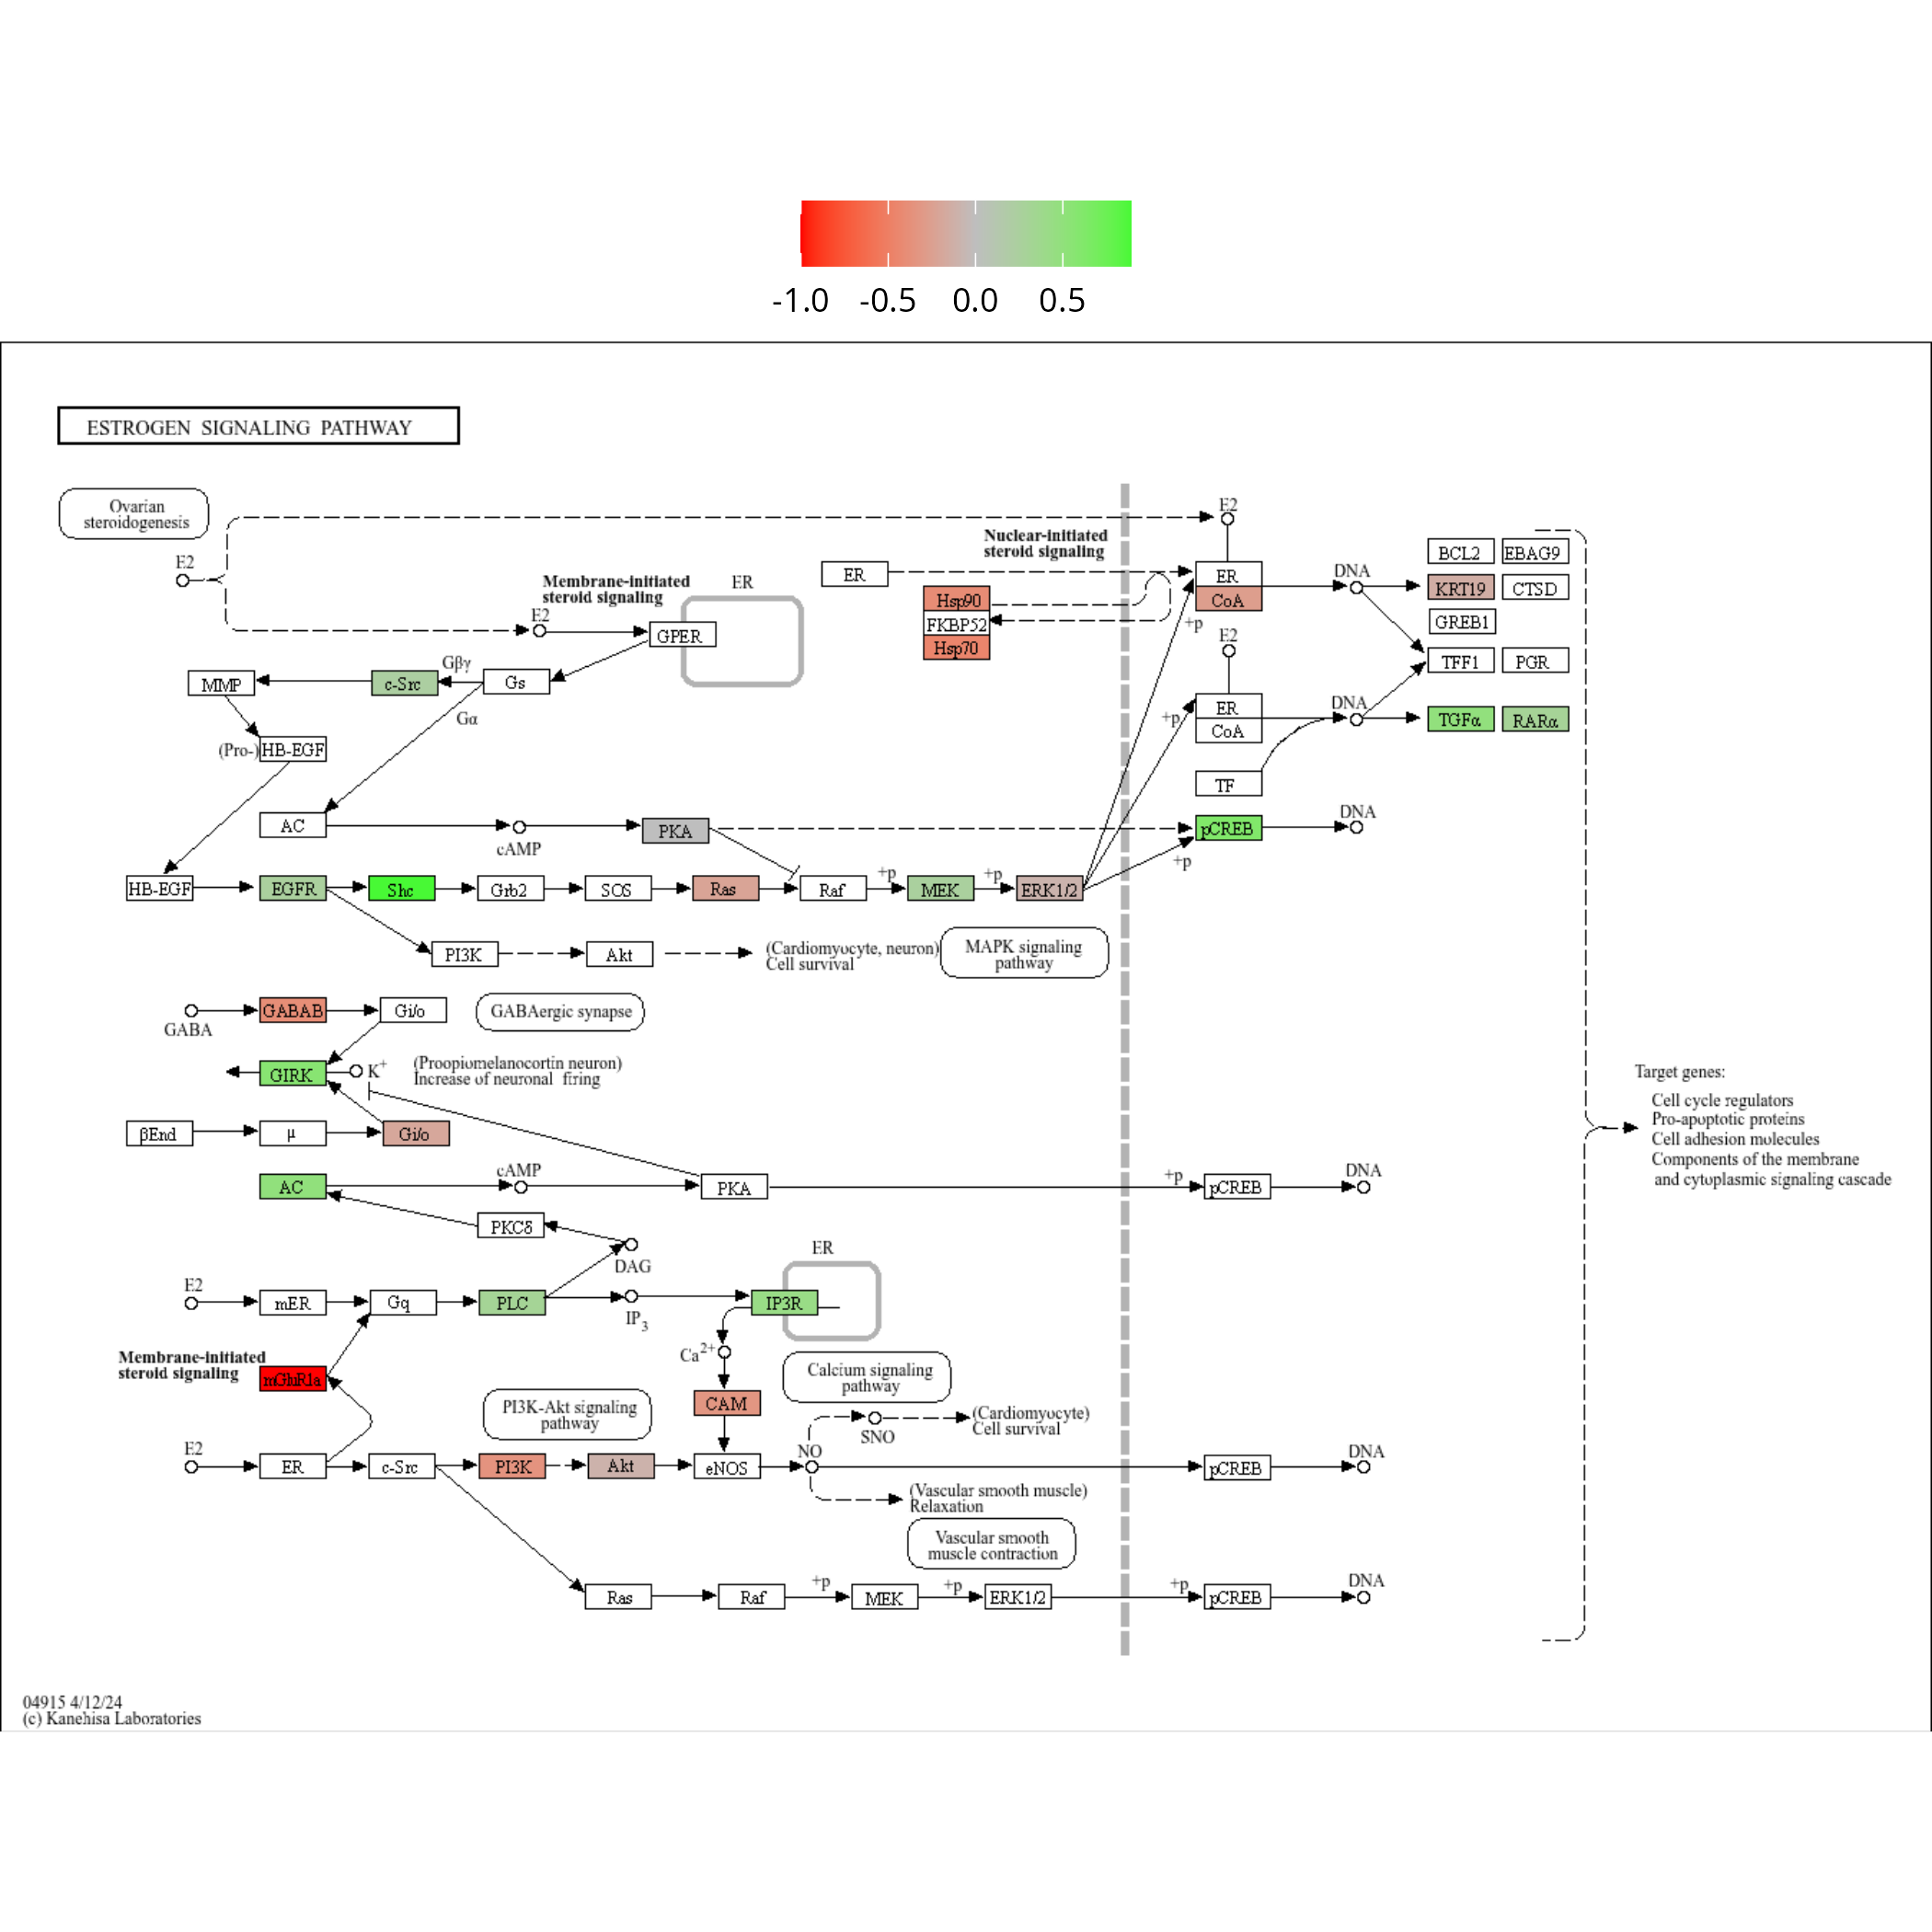 -1.0 -0.5 0.0 0.5
ESTROGEN SIGNALING PATHWAY
Ovarian
steroidogenesis
E2
E2
Nuclear-initiated
steroid signaling
Membrane-initiated
steroid signaling
ER
E2
GPER
ER
Hsp90
FKBP52
Hsp70
ER
CoA
+p
DNA
BCL2 EBAG9
KRT19 CTSD
GREB1
TFF1 PGR
E2
ER
CoA
+p
DNA
TGFα RARα
TF
MMP
c-Src
Gβγ
Gs
Gα
(Pro-) HB-EGF
AC
cAMP
PKA
pCREB
DNA
+p
HB-EGF
EGFR
Shc
Grb2
SOS
Ras
Raf
+p
MEK
+p
ERK1/2
PI3K
Akt
(Cardiomyocyte, neuron)
Cell survival
MAPK signaling
pathway
GABA
GABAB
Gi/o
GABAergic synapse
GIRK
K+
(Proopiomelanocortin neuron)
Increase of neuronal firing
βEnd
μ
Gi/o
AC
cAMP
PKA
+p
pCREB
DNA
PKCδ
DAG
Target genes:
Cell cycle regulators
Pro-apoptotic proteins
Cell adhesion molecules
Components of the membrane
and cytoplasmic signaling cascade
E2
mER
Gq
PLC
IP3
ER
IP3R
Ca2+
Membrane-initiated
steroid signaling
mGluR1a
Calcium signaling
pathway
CAM
PI3K-Akt signaling
pathway
(Cardiomyocyte)
Cell survival
SNO
E2
ER
c-Src
PI3K
Akt
eNOS
NO
pCREB
DNA
(Vascular smooth muscle)
Relaxation
Vascular smooth
muscle contraction
Ras
Raf
+p
MEK
+p
ERK1/2
+p
pCREB
DNA
04915 4/12/24
(c) Kanehisa Laboratories